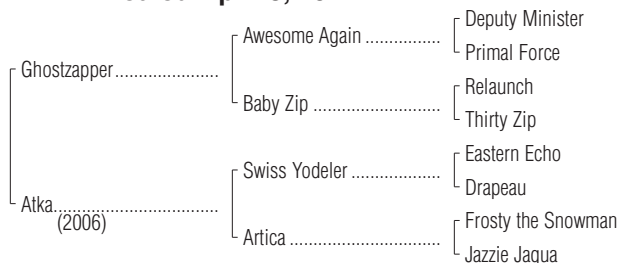 Deputy Minister
Awesome Again ..................
Primal Force
Ghostzapper.....................
Relaunch
Baby Zip ..............................
Thirty Zip
Eastern Echo
Swiss Yodeler .....................
Drapeau
Atka.......................................
(2006)
Frosty the Snowman
Artica ....................................
Jazzie Jaqua